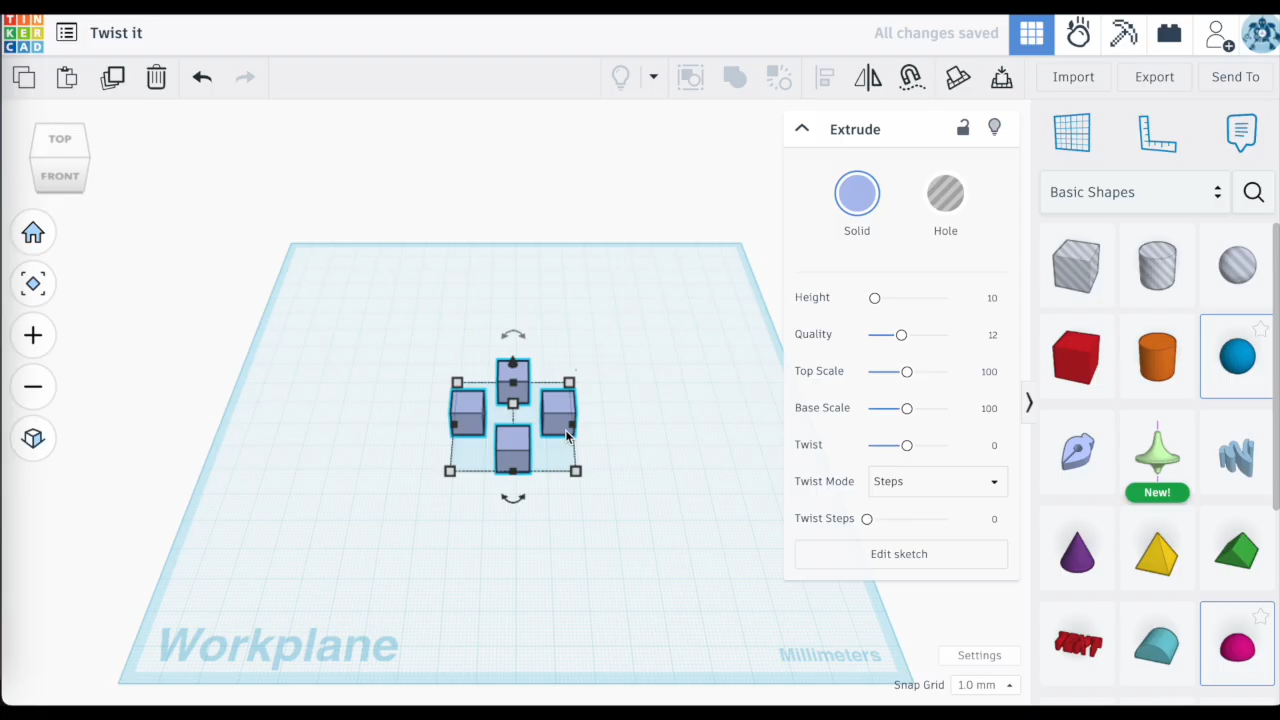 TIN
KER
CAD
Twist it
All changes saved
Import
Export
Send To
TOP
FRONT
Extrude
Solid
Hole
Height
10
Quality
12
Top Scale
100
Base Scale
100
Twist
0
Twist Mode
Steps
Twist Steps
0
Edit sketch
Basic Shapes
New!
TEXT
Workplane
Millimeters
Settings
Snap Grid
1.0 mm